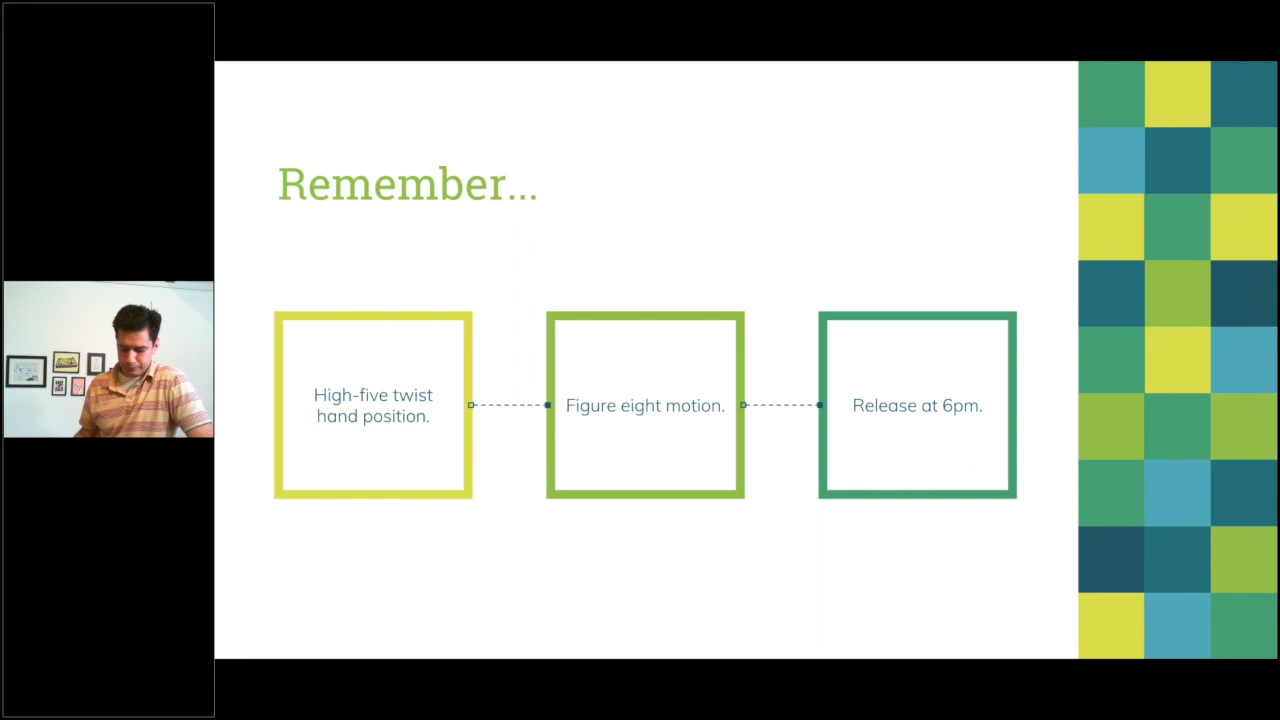 Remember...
High-five twist
hand position.
Figure eight motion.
Release at 6pm.